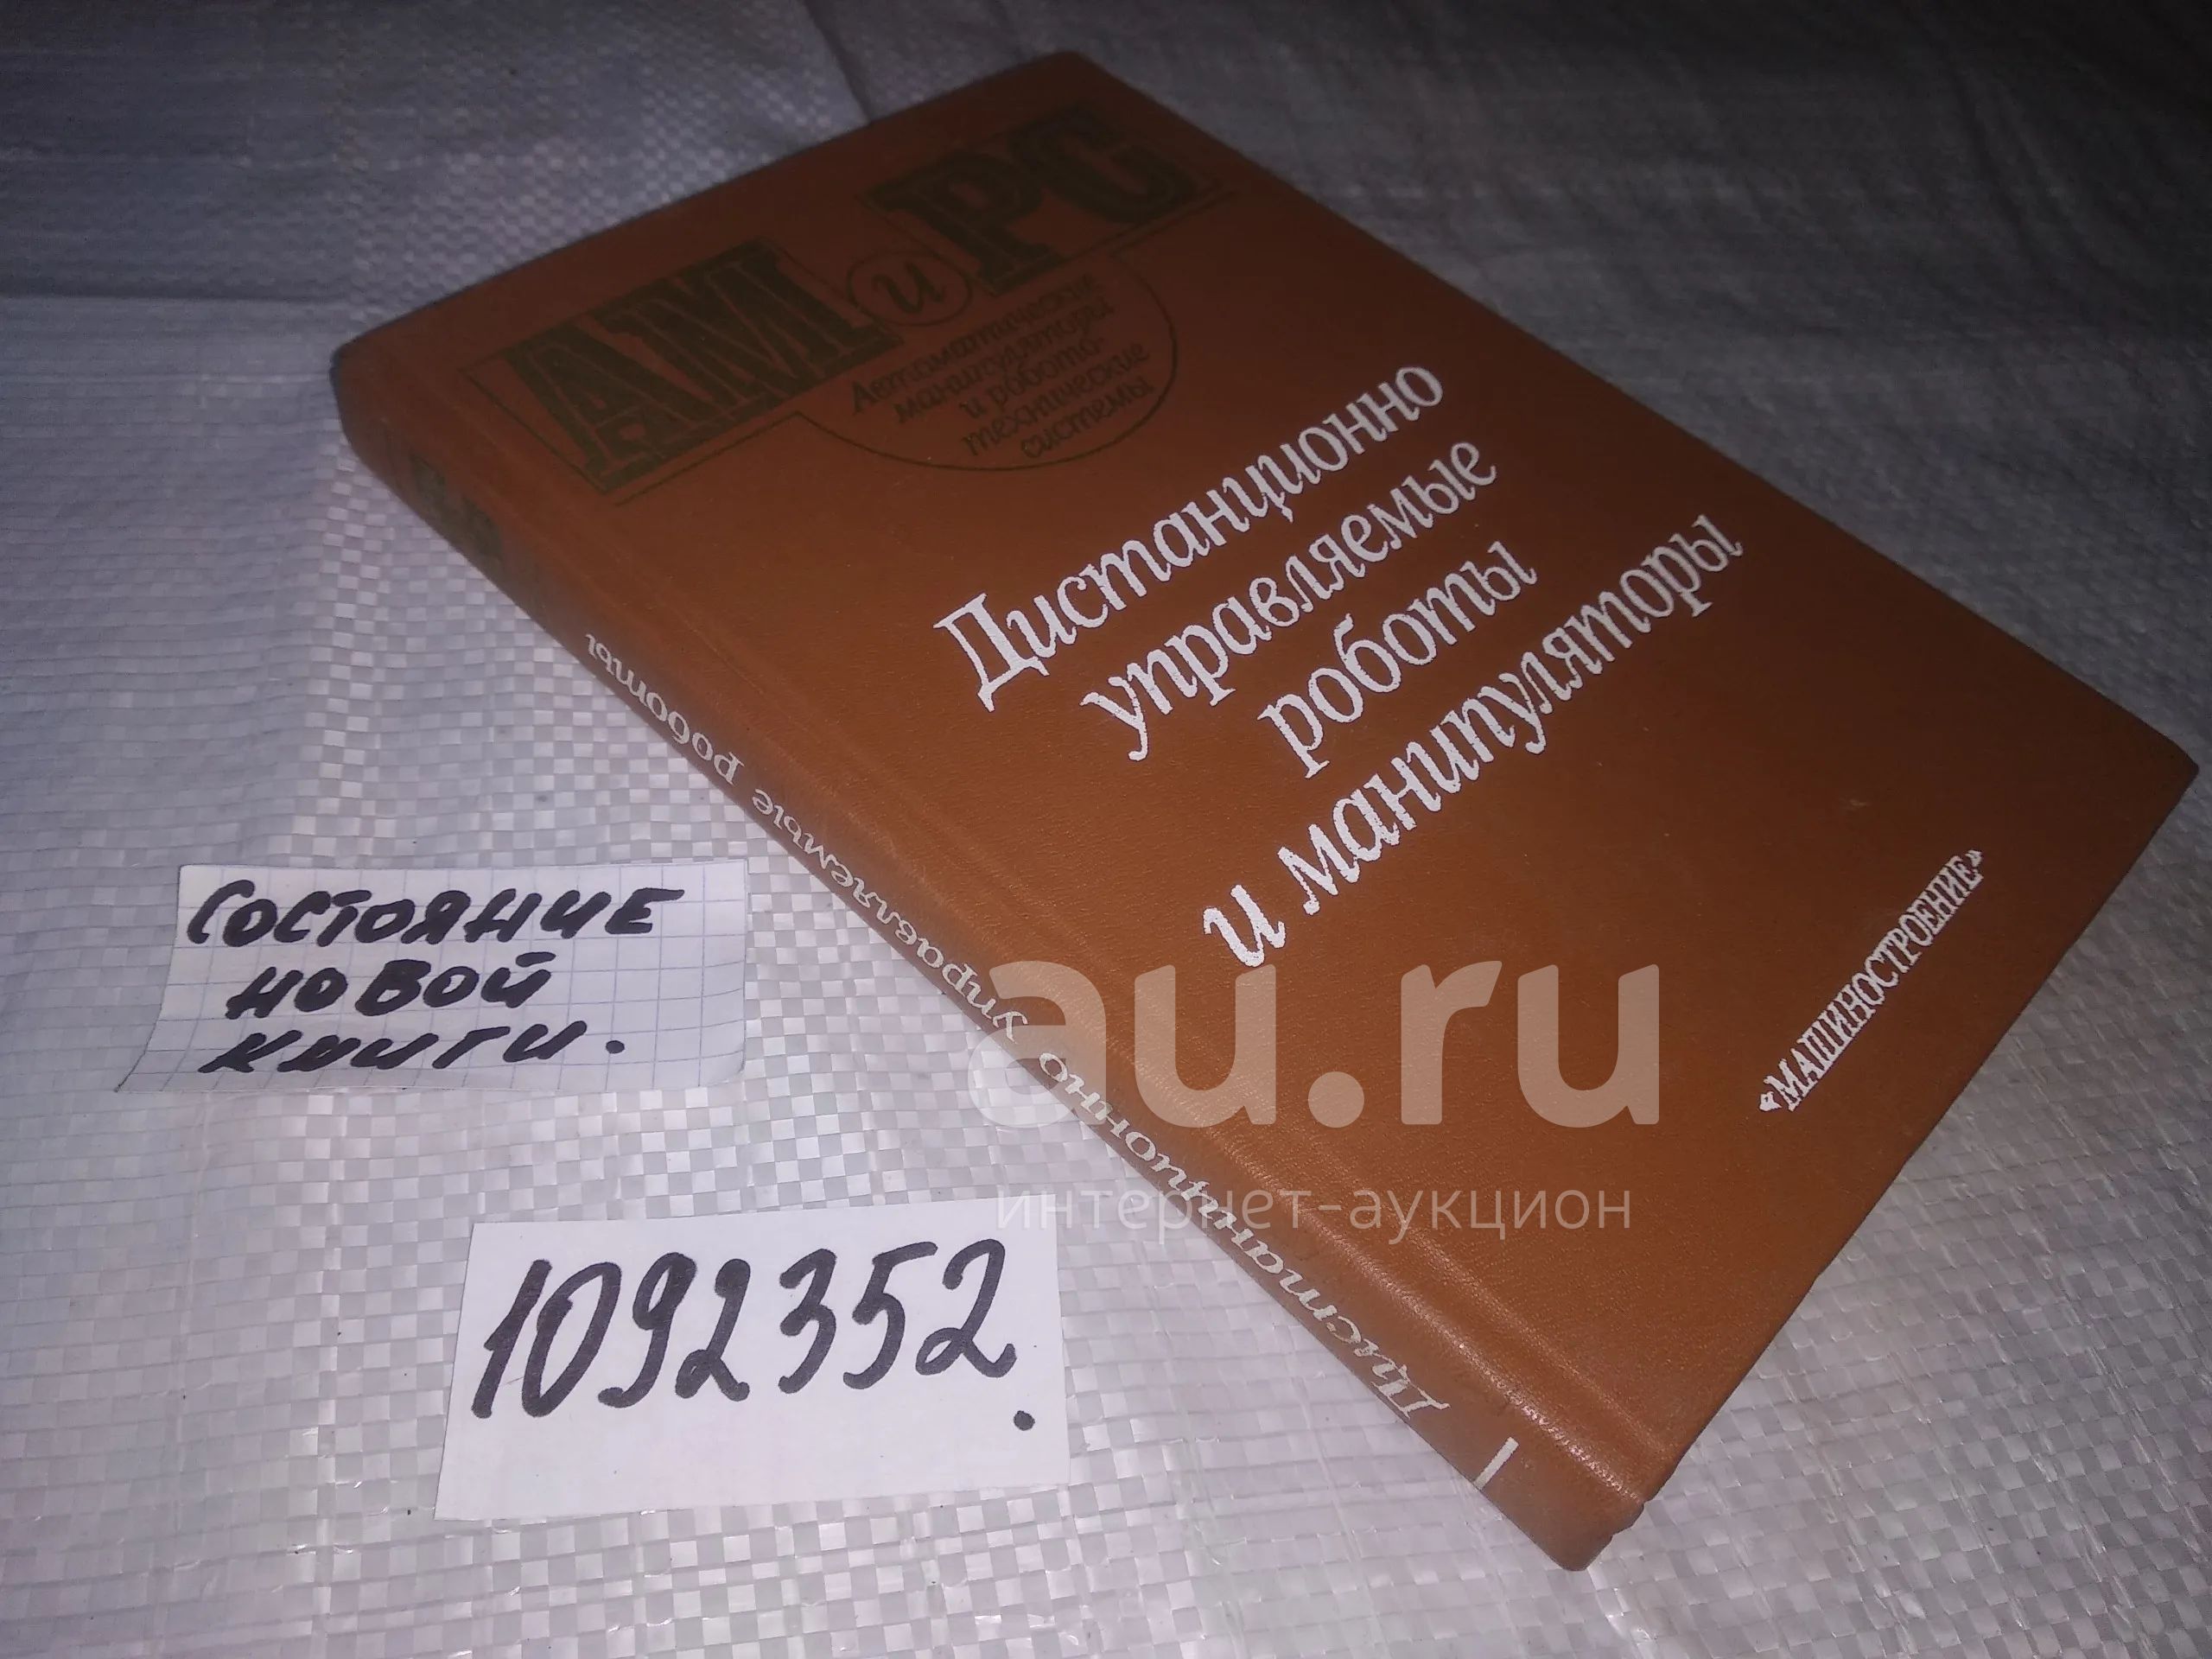 АМ и РС
Автоматические
манипуляторы
и робото-
технические
системы
Дистанционно
управляемые
роботы
и манипуляторы
«МАШИНОСТРОЕНИЕ»
Дистанционно управляемые роботы
СОСТОЯНИЕ
НОВОЙ
КНИГИ.
1092352.
au.ru
интернет-аукцион